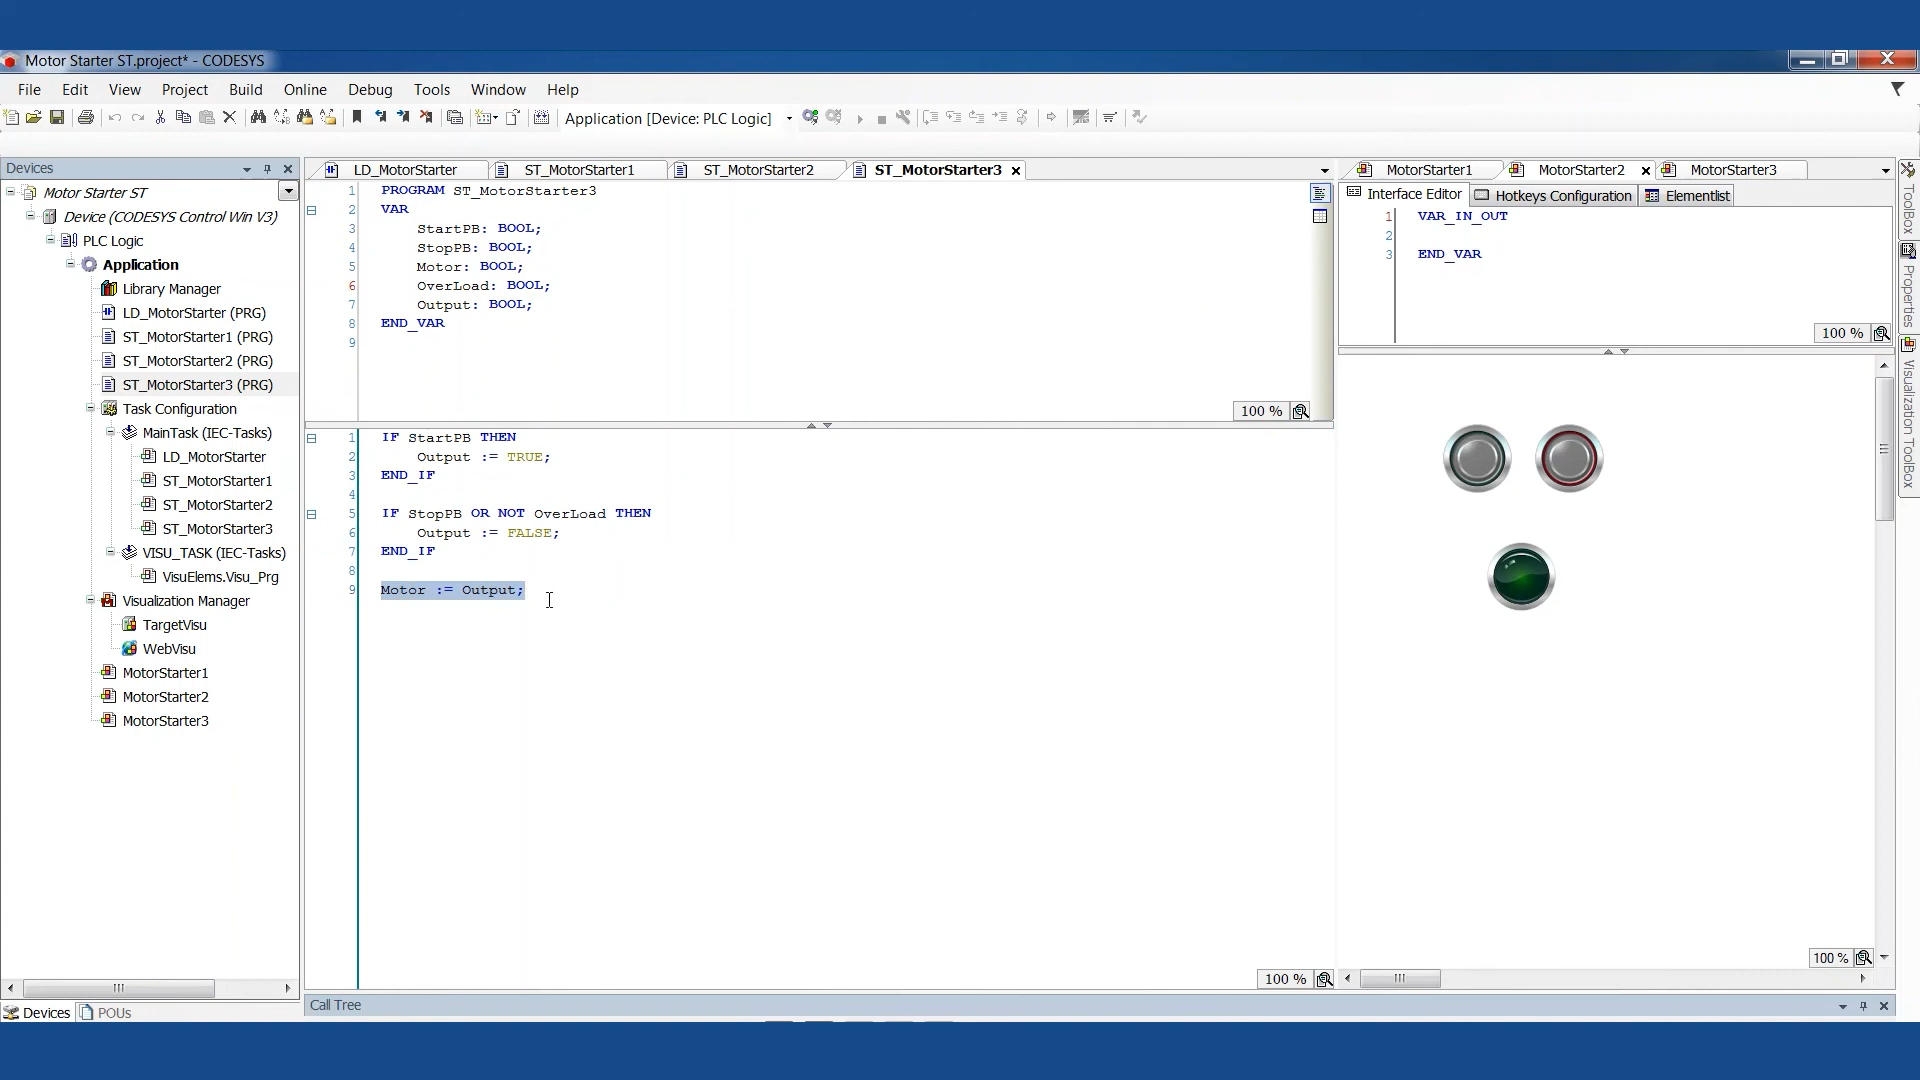 Motor Starter ST.project* - CODESYS
File Edit View Project Build Online Debug Tools Window Help
Application [Device: PLC Logic]
Devices
Motor Starter ST
Device (CODESYS Control Win V3)
PLC Logic
Application
Library Manager
LD_MotorStarter (PRG)
ST_MotorStarter1 (PRG)
ST_MotorStarter2 (PRG)
ST_MotorStarter3 (PRG)
Task Configuration
MainTask (IEC-Tasks)
LD_MotorStarter
ST_MotorStarter1
ST_MotorStarter2
ST_MotorStarter3
VISU_TASK (IEC-Tasks)
VisuElems.Visu_Prg
Visualization Manager
TargetVisu
WebVisu
MotorStarter1
MotorStarter2
MotorStarter3
Devices POUs
LD_MotorStarter ST_MotorStarter1 ST_MotorStarter2 ST_MotorStarter3
1 PROGRAM ST_MotorStarter3
2 VAR
3 StartPB: BOOL;
4 StopPB: BOOL;
5 Motor: BOOL;
6 OverLoad: BOOL;
7 Output: BOOL;
8 END_VAR
9
100 %
1 IF StartPB THEN
2 Output := TRUE;
3 END_IF
4
5 IF StopPB OR NOT OverLoad THEN
6 Output := FALSE;
7 END_IF
8
9 Motor := Output;
100 %
Call Tree
MotorStarter1 MotorStarter2 MotorStarter3
Interface Editor Hotkeys Configuration Elementlist
1 VAR_IN_OUT
2
3 END_VAR
100 %
100 %
ToolBox
Properties
Visualization ToolBox